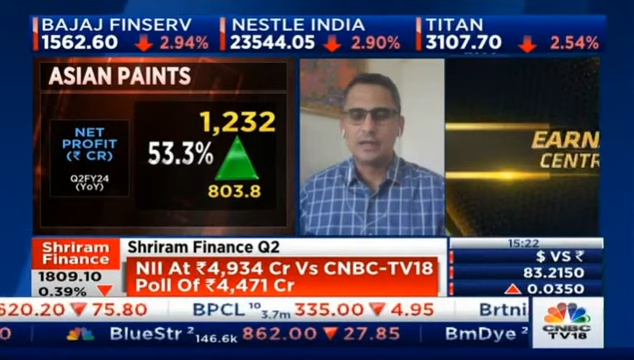 BAJAJ FINSERV
1562.60 2.94%
NESTLE INDIA
23544.05 2.90%
TITAN
3107.70 2.54%
ASIAN PAINTS
NET
PROFIT
(₹ CR)
Q2FY24
(YoY)
1,232
53.3%
803.8
EARN
CENTR
Shriram
Finance
1809.10
0.39%
Shriram Finance Q2
NII At ₹4,934 Cr Vs CNBC-TV18
Poll Of ₹4,471 Cr
15:22
$ VS ₹
83.2150
0.0350
620.20 75.80 BPCL 10 3.7m 335.00 4.95 Brtni
0 BlueStr 2 146.6k 862.00 27.85 BmDye 2
CNBC
TV18